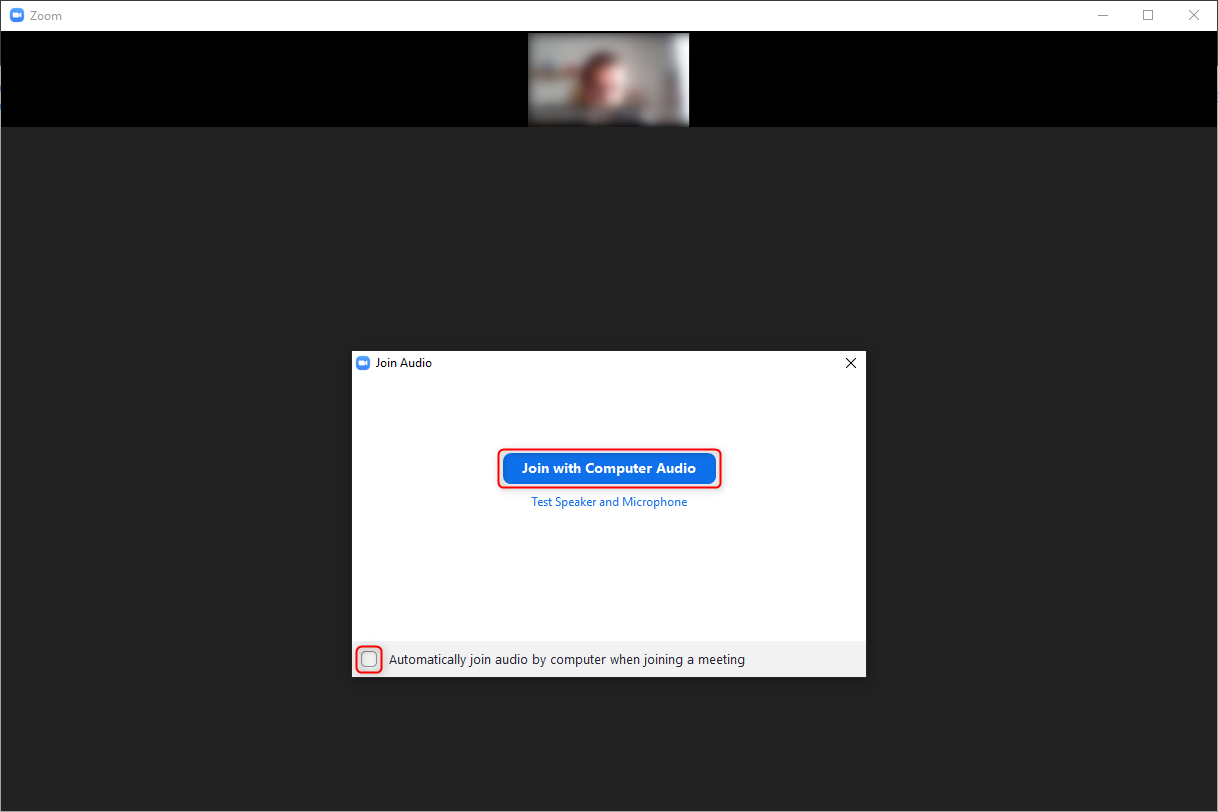 Zoom
Join Audio
Join with Computer Audio
Test Speaker and Microphone
Automatically join audio by computer when joining a meeting